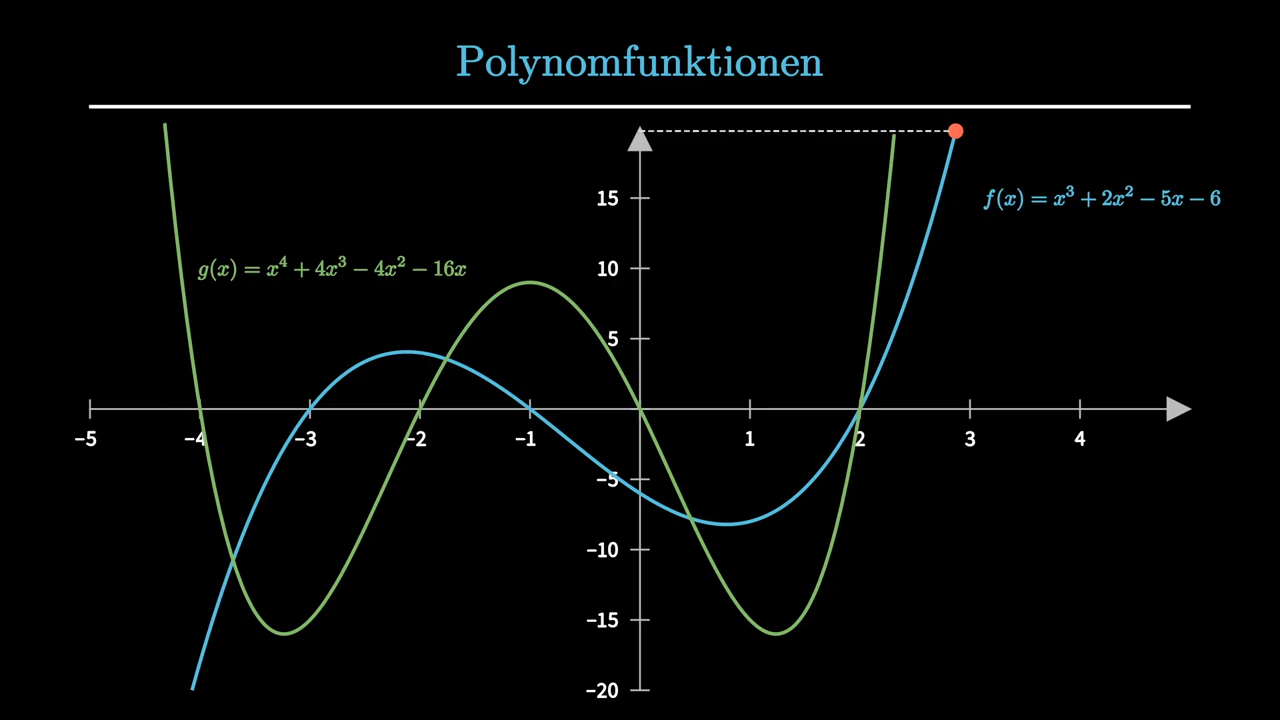 Polynomfunktionen
15
f(x) = x³ + 2x² − 5x − 6
g(x) = x⁴ + 4x³ − 4x² − 16x
10
5
−5 −4 −3 −2 −1 1 2 3 4
−5
−10
−15
−20